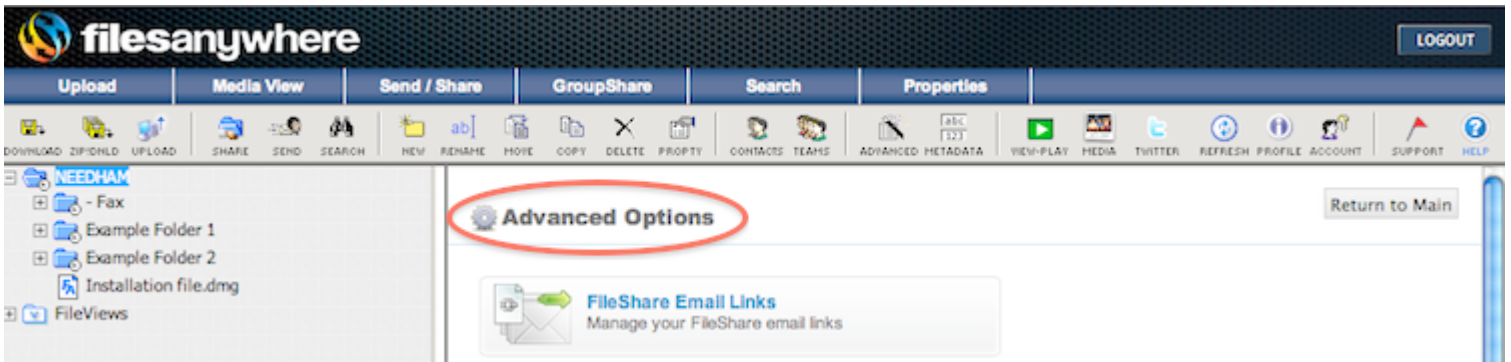 filesanywhere
LOGOUT
Upload Media View Send / Share GroupShare Search Properties
abc
123
DOWNLOAD ZIP-DNLD UPLOAD SHARE SEND SEARCH NEW RENAME MOVE COPY DELETE PROPTY CONTACTS TEAMS ADVANCED METADATA VIEW-PLAY MEDIA TWITTER REFRESH PROFILE ACCOUNT SUPPORT HELP
NEEDHAM
- Fax
Example Folder 1
Example Folder 2
Installation file.dmg
FileViews
Advanced Options
Return to Main
FileShare Email Links
Manage your FileShare email links